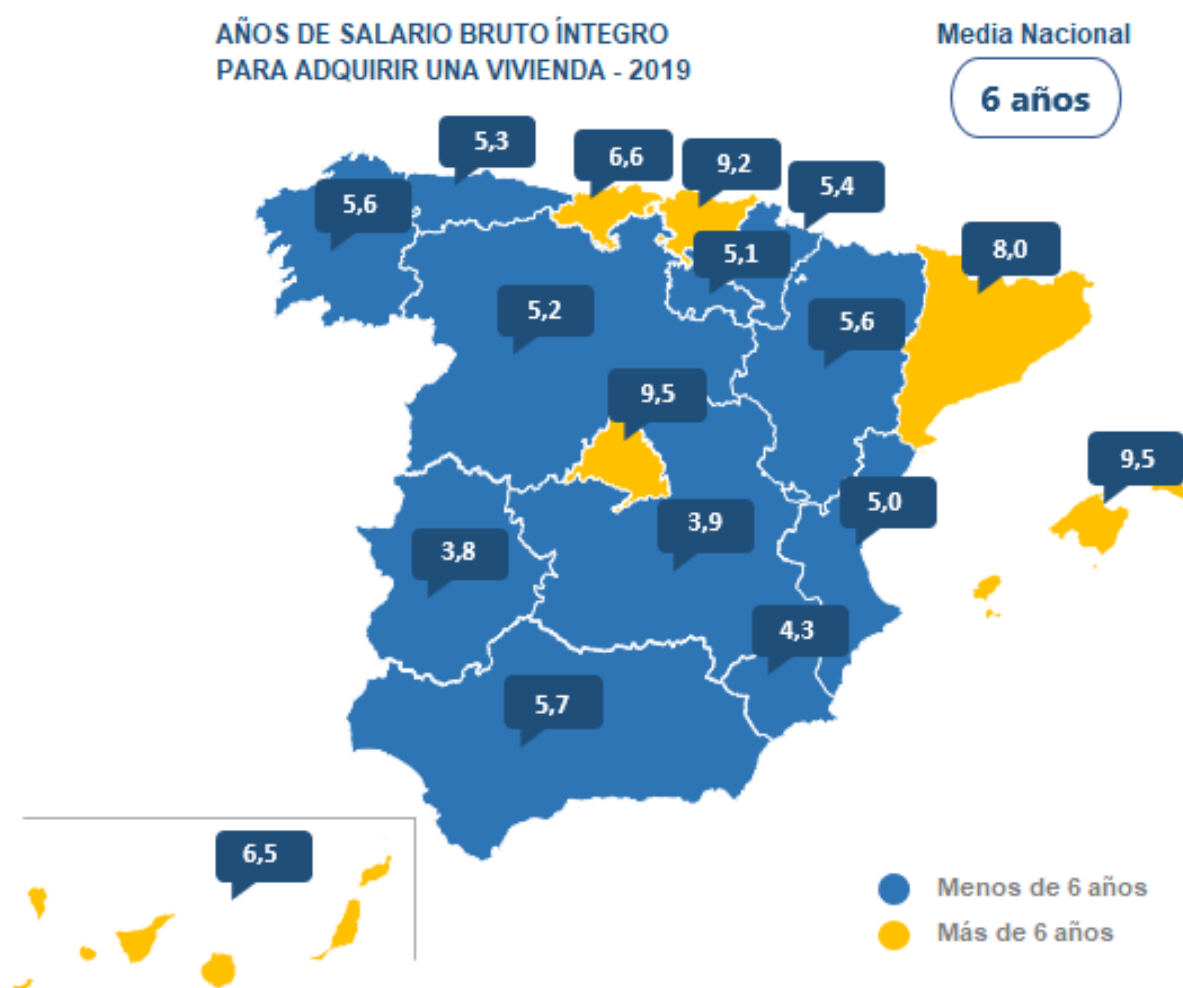 AÑOS DE SALARIO BRUTO ÍNTEGRO
PARA ADQUIRIR UNA VIVIENDA - 2019
Media Nacional
6 años
5,3
6,6
9,2
5,4
5,6
5,1
8,0
5,2
5,6
9,5
9,5
5,0
3,9
3,8
4,3
5,7
6,5
Menos de 6 años
Más de 6 años